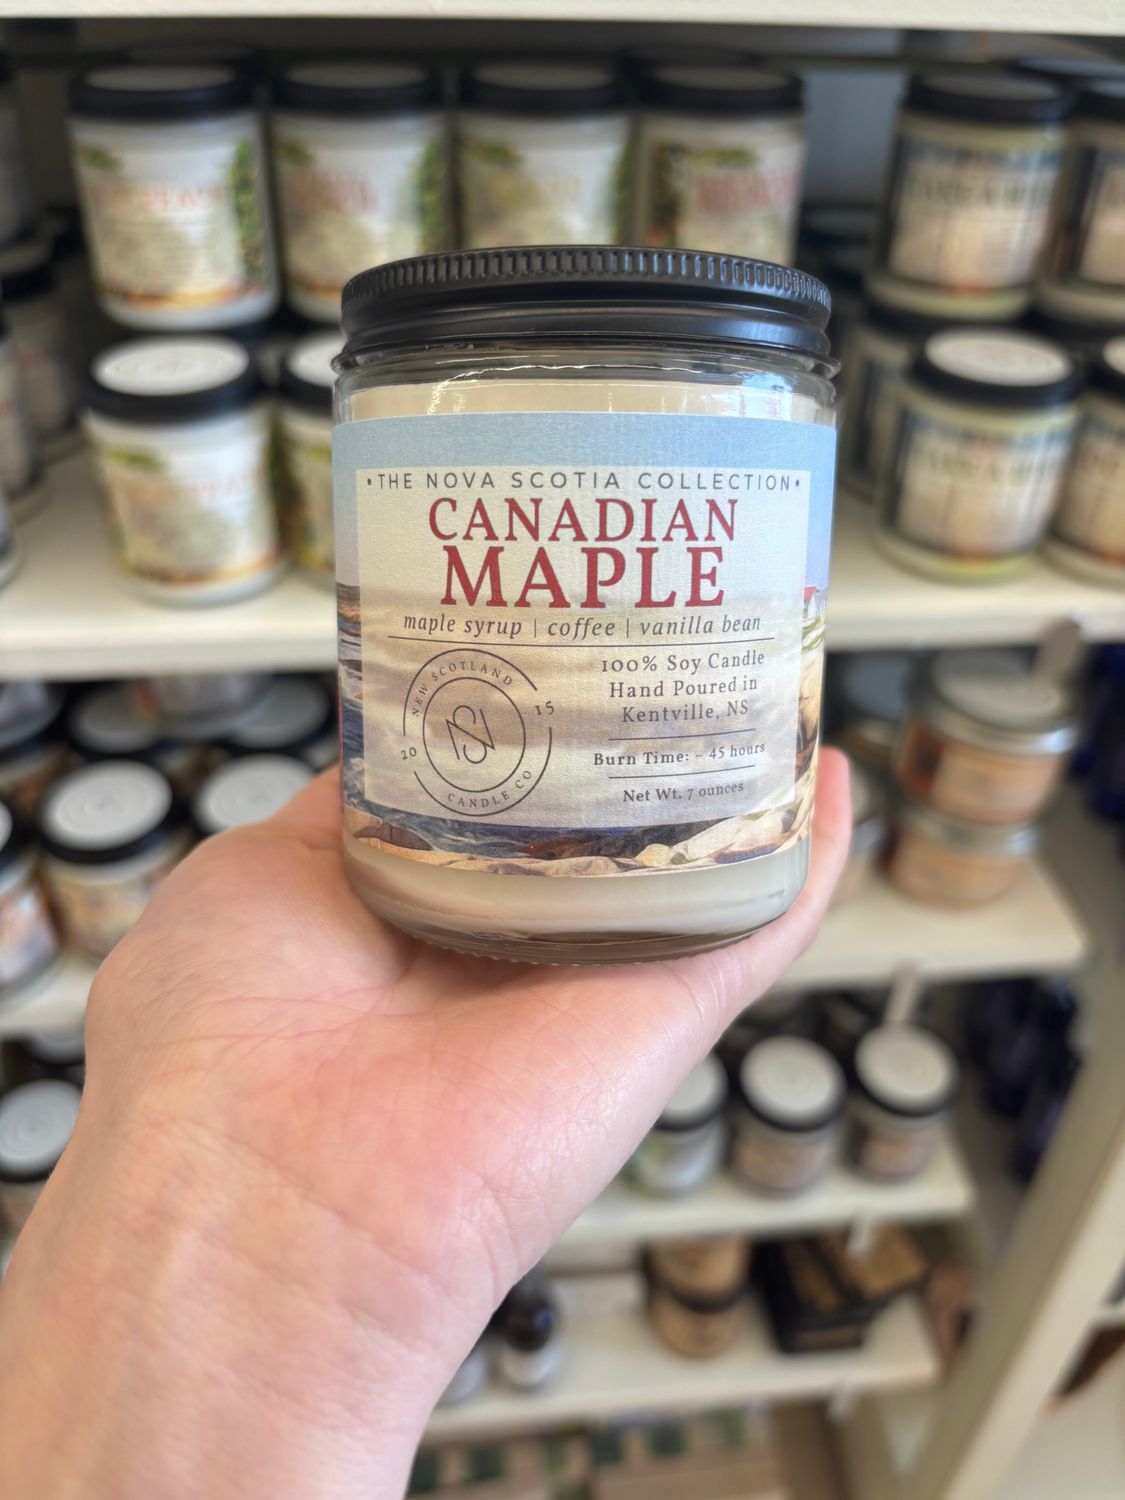 •THE NOVA SCOTIA COLLECTION•
CANADIAN
MAPLE
maple syrup | coffee | vanilla bean
NEW SCOTLAND
20 15
CANDLE CO
100% Soy Candle
Hand Poured in
Kentville, NS
Burn Time: ~ 45 hours
Net Wt. 7 ounces